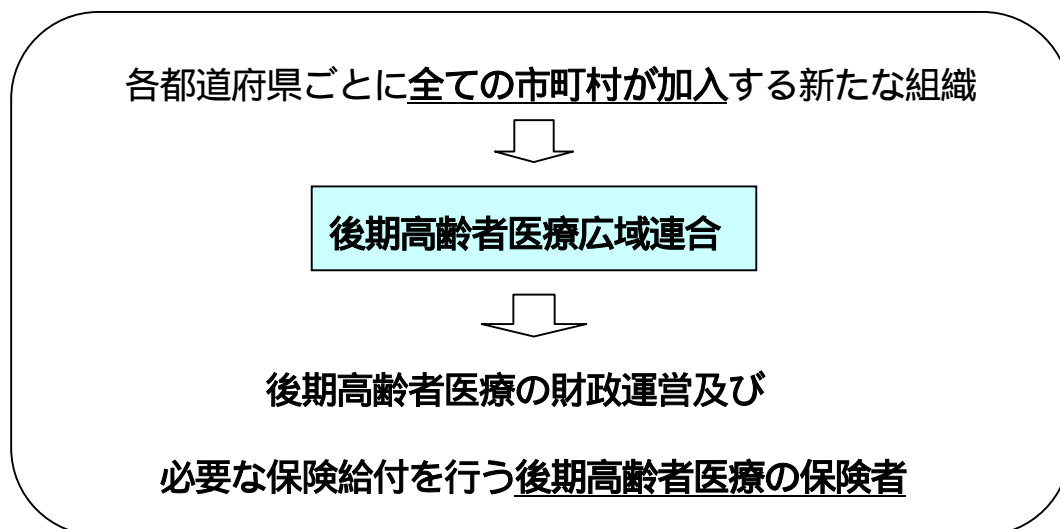 各都道府県ごとに全ての市町村が加入する新たな組織
後期高齢者医療広域連合
後期高齢者医療の財政運営及び
必要な保険給付を行う後期高齢者医療の保険者